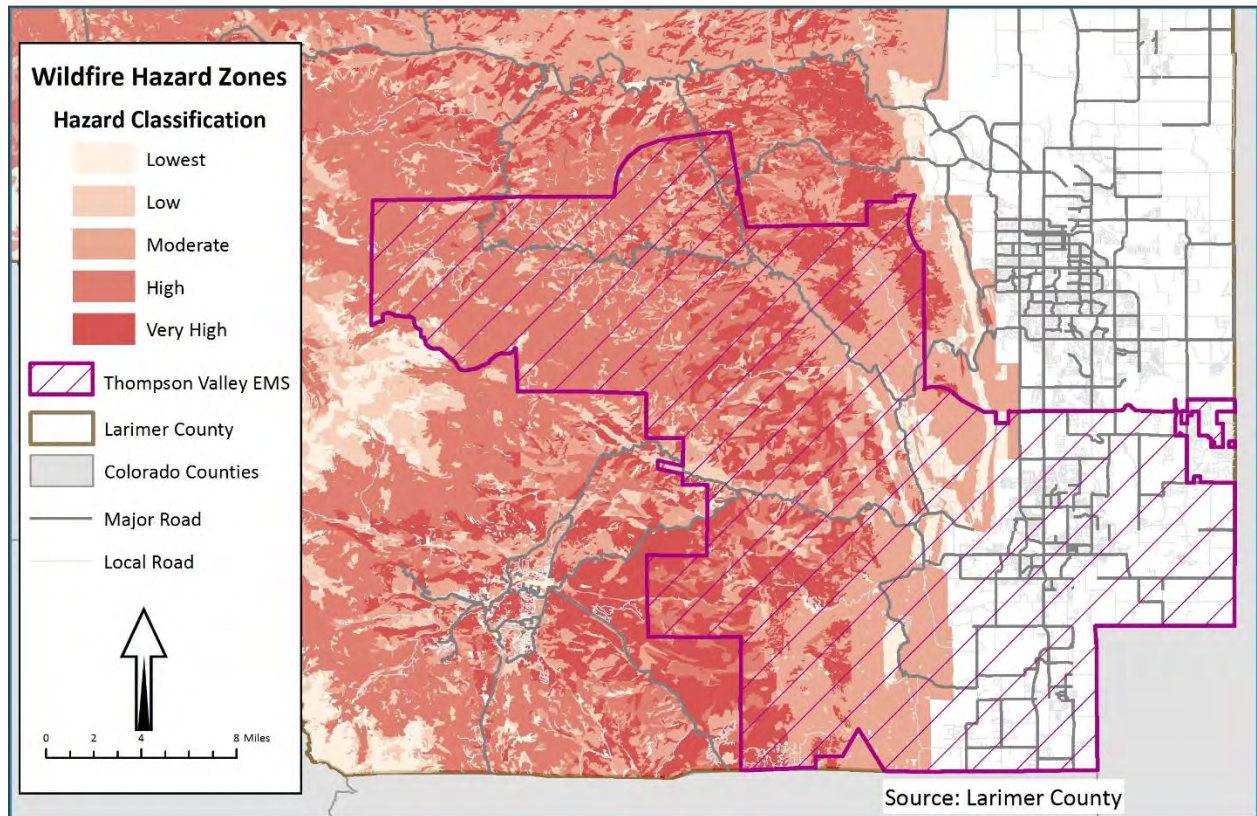 Wildfire Hazard Zones
Hazard Classification
Lowest
Low
Moderate
High
Very High
Thompson Valley EMS
Larimer County
Colorado Counties
Major Road
Local Road
0 2 4 8 Miles
Source: Larimer County